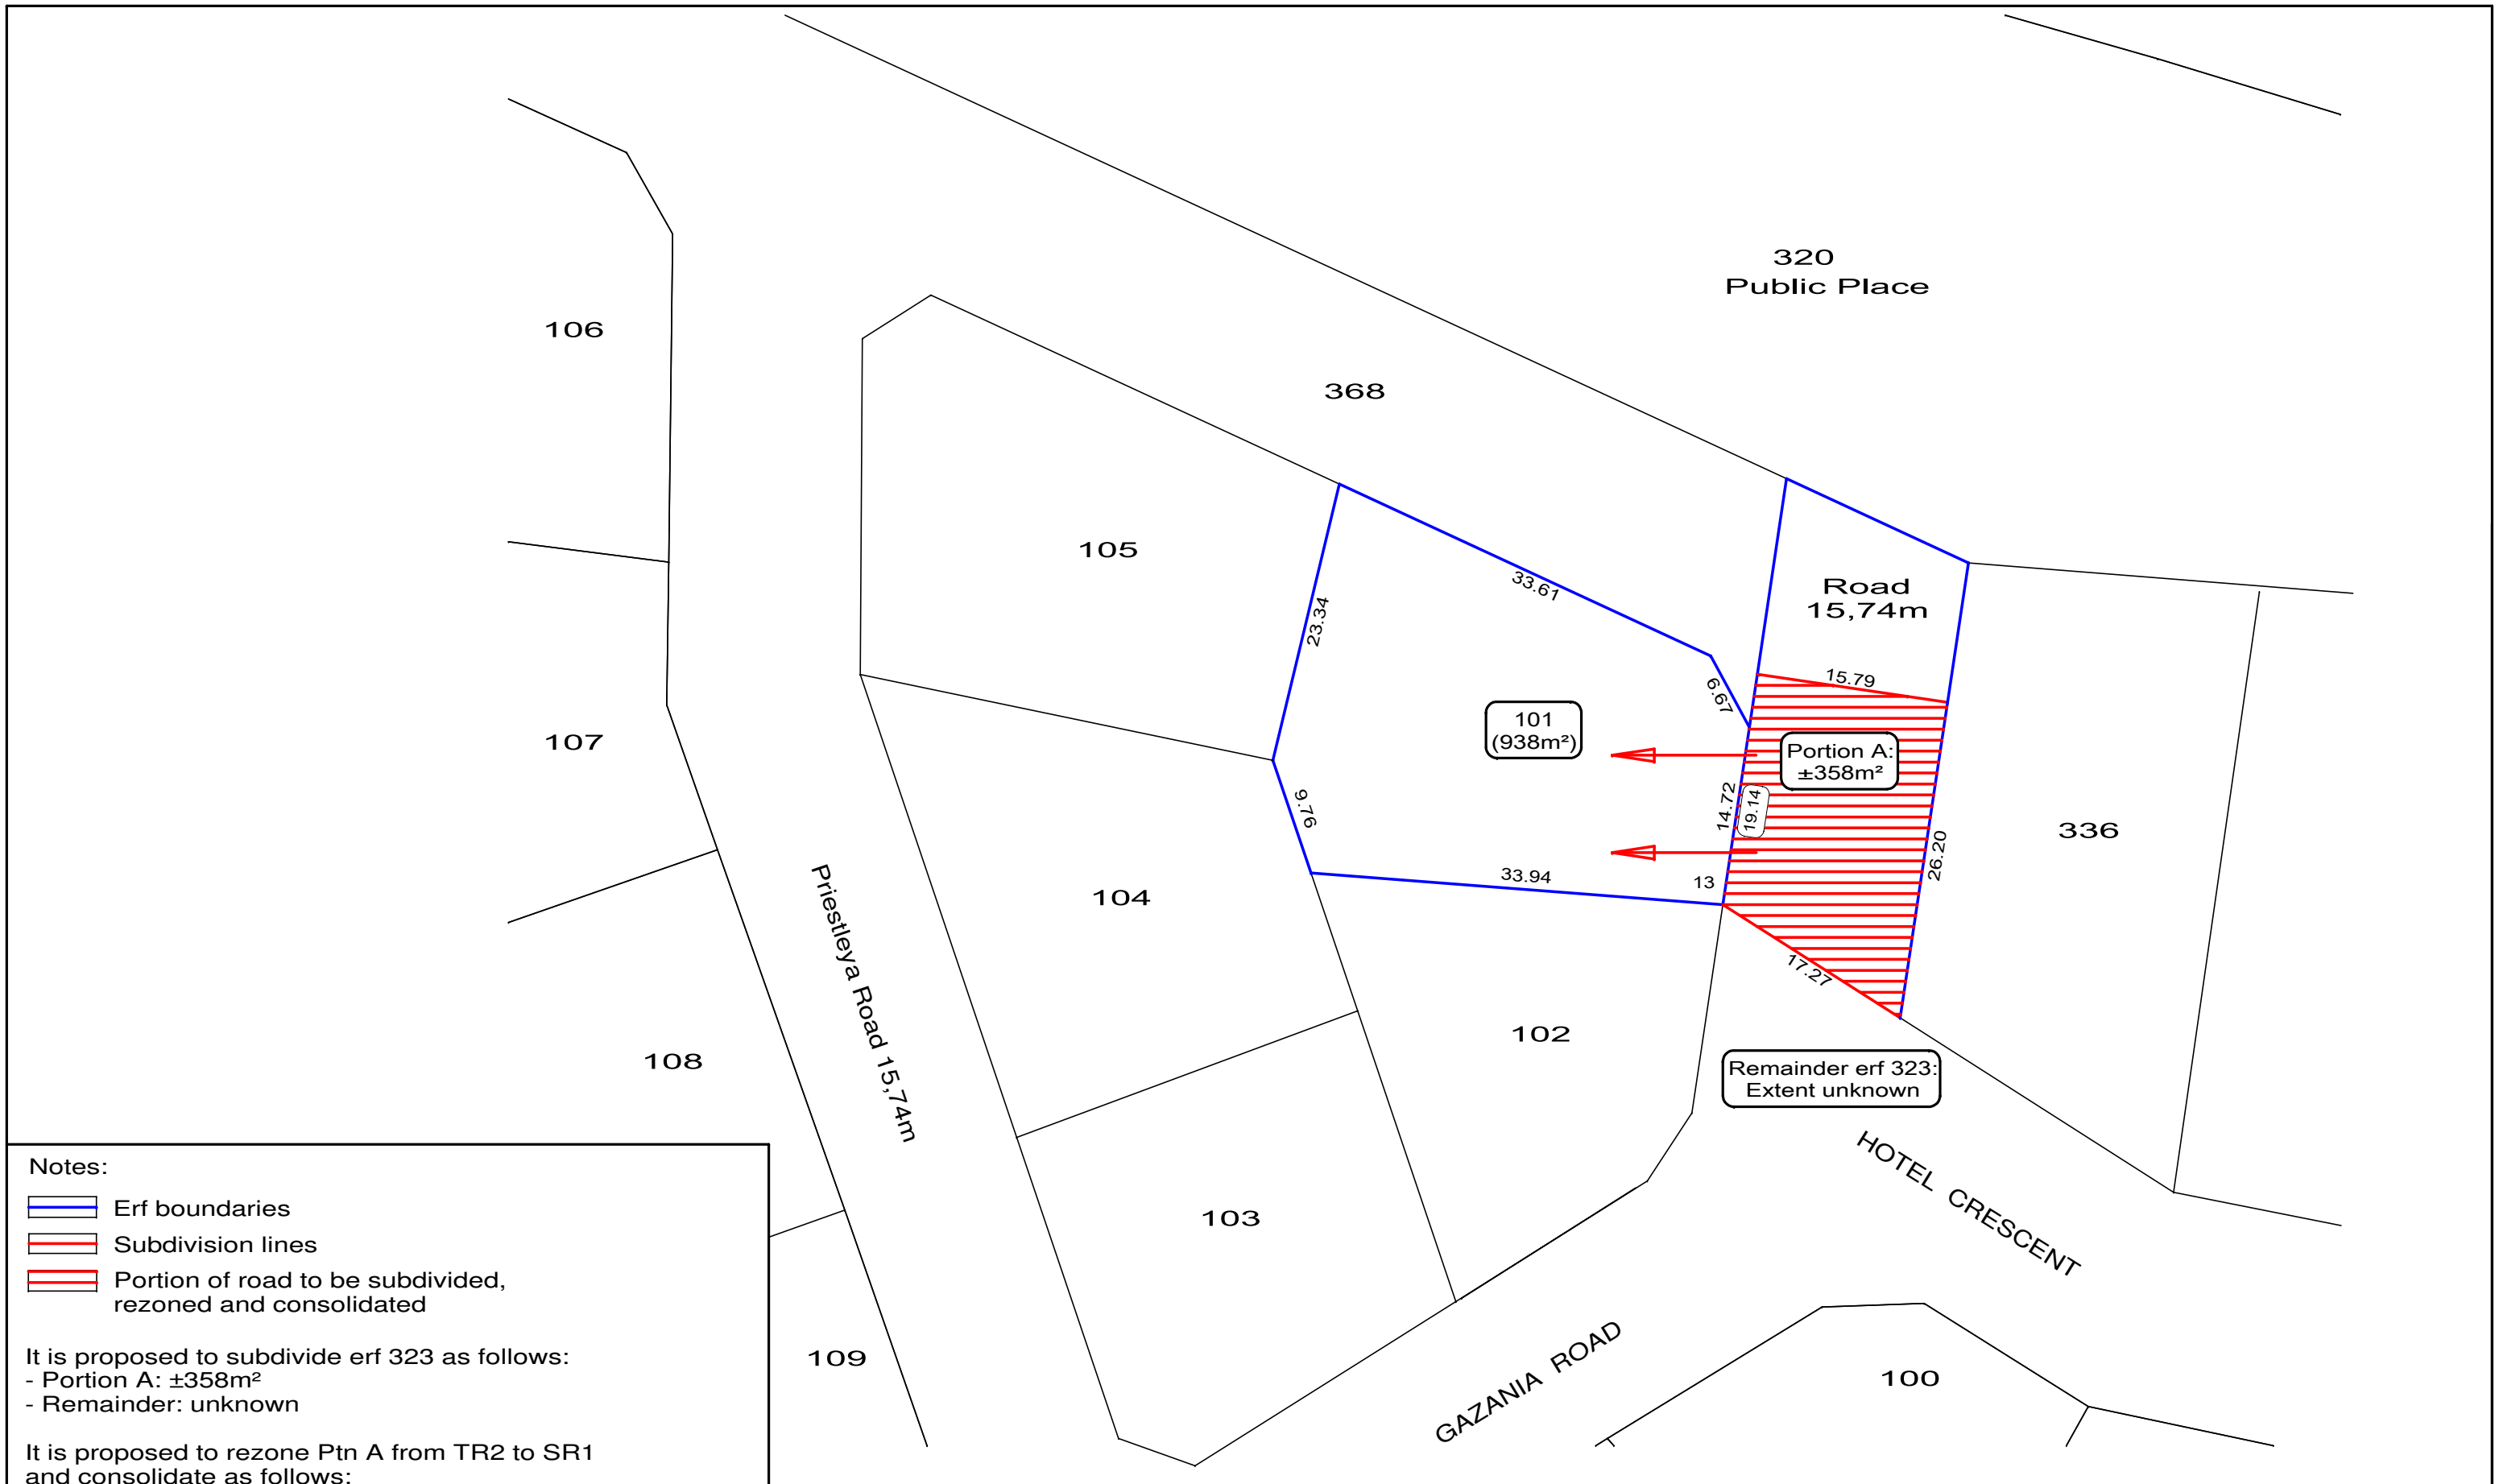 320
Public Place
106
368
105
33.61
23.34
Road
15,74m
15.79
6.67
101
(938m²)
107
Portion A:
±358m²
9.76
14.72
19.14
336
26.20
33.94
13
104
Priestleya Road 15,74m
17.27
102
108
Remainder erf 323:
Extent unknown
HOTEL CRESCENT
103
GAZANIA ROAD
109
100
Notes:
Erf boundaries
Subdivision lines
Portion of road to be subdivided,
rezoned and consolidated
It is proposed to subdivide erf 323 as follows:
- Portion A: ±358m²
- Remainder: unknown
It is proposed to rezone Ptn A from TR2 to SR1
and consolidate as follows: